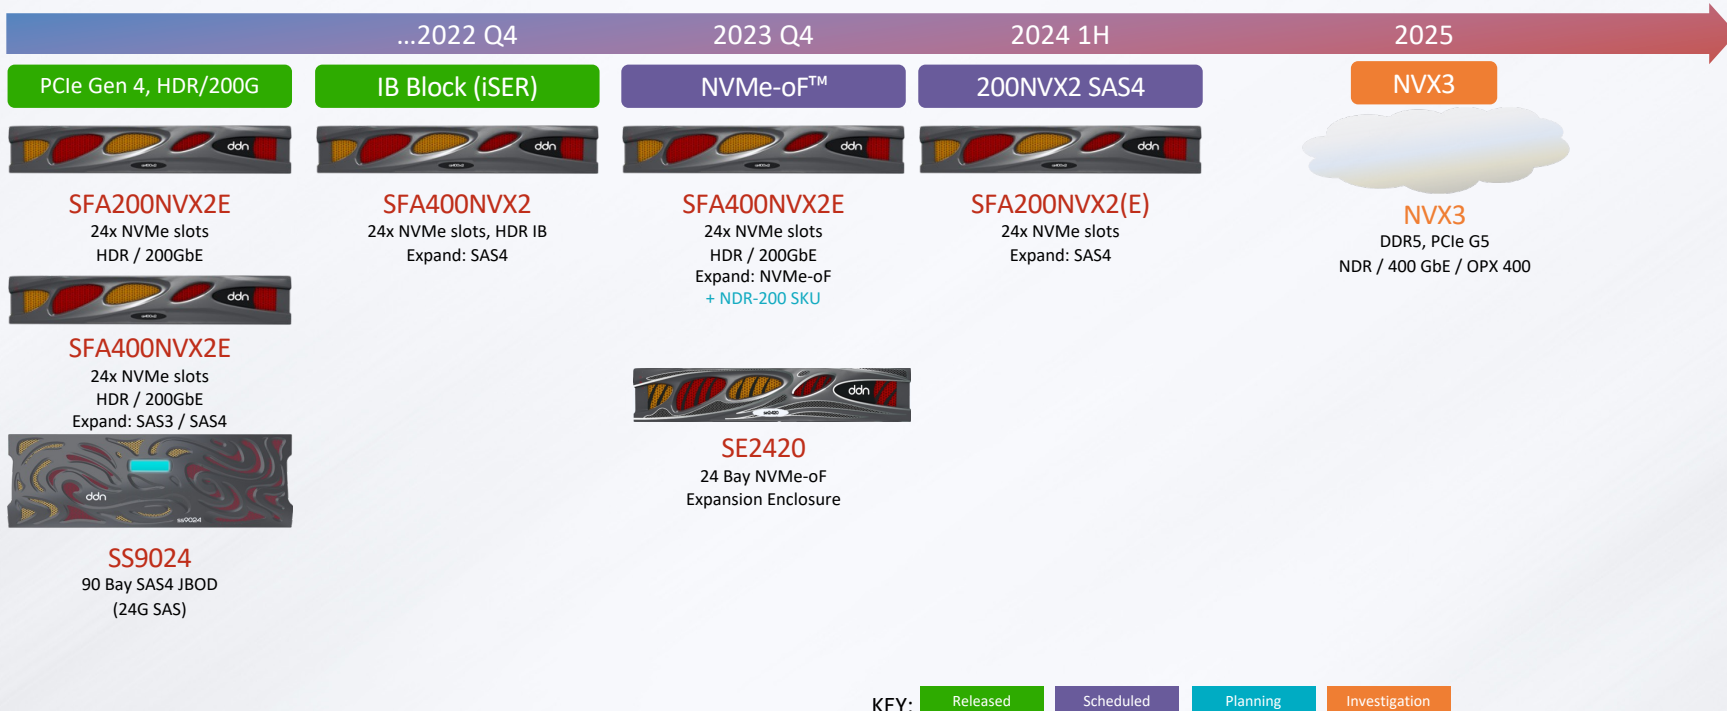 ...2022 Q4
2023 Q4
2024 1H
2025
PCIe Gen 4, HDR/200G
IB Block (iSER)
NVMe-oF™
200NVX2 SAS4
NVX3
ddn
ddn
ddn
ddn
SFA200NVX2E
24x NVMe slots
HDR / 200GbE
SFA400NVX2
24x NVMe slots, HDR IB
Expand: SAS4
SFA400NVX2E
24x NVMe slots
HDR / 200GbE
Expand: NVMe-oF
+ NDR-200 SKU
SFA200NVX2(E)
24x NVMe slots
Expand: SAS4
NVX3
DDR5, PCIe G5
NDR / 400 GbE / OPX 400
ddn
SFA400NVX2E
24x NVMe slots
HDR / 200GbE
Expand: SAS3 / SAS4
ddn
SE2420
24 Bay NVMe-oF
Expansion Enclosure
ddn
ss9024
SS9024
90 Bay SAS4 JBOD
(24G SAS)
KEY:
Released
Scheduled
Planning
Investigation